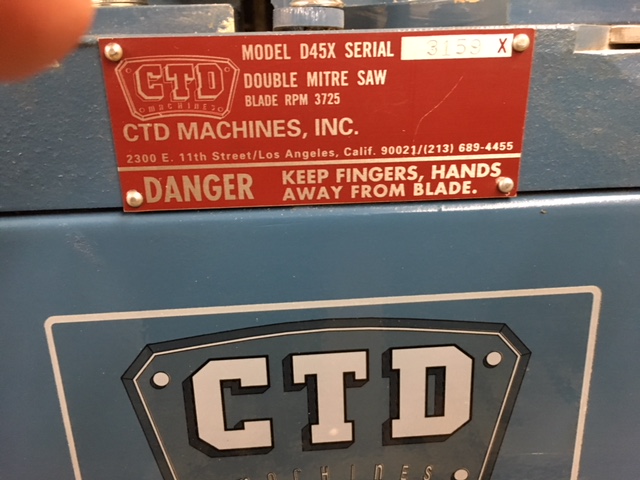 MODEL D45X SERIAL 3159 X
CTD
MACHINES
DOUBLE MITRE SAW
BLADE RPM 3725
CTD MACHINES, INC.
2300 E. 11th Street/Los Angeles, Calif. 90021/(213) 689-4455
DANGER KEEP FINGERS, HANDS
AWAY FROM BLADE.
CTD
MACHINES